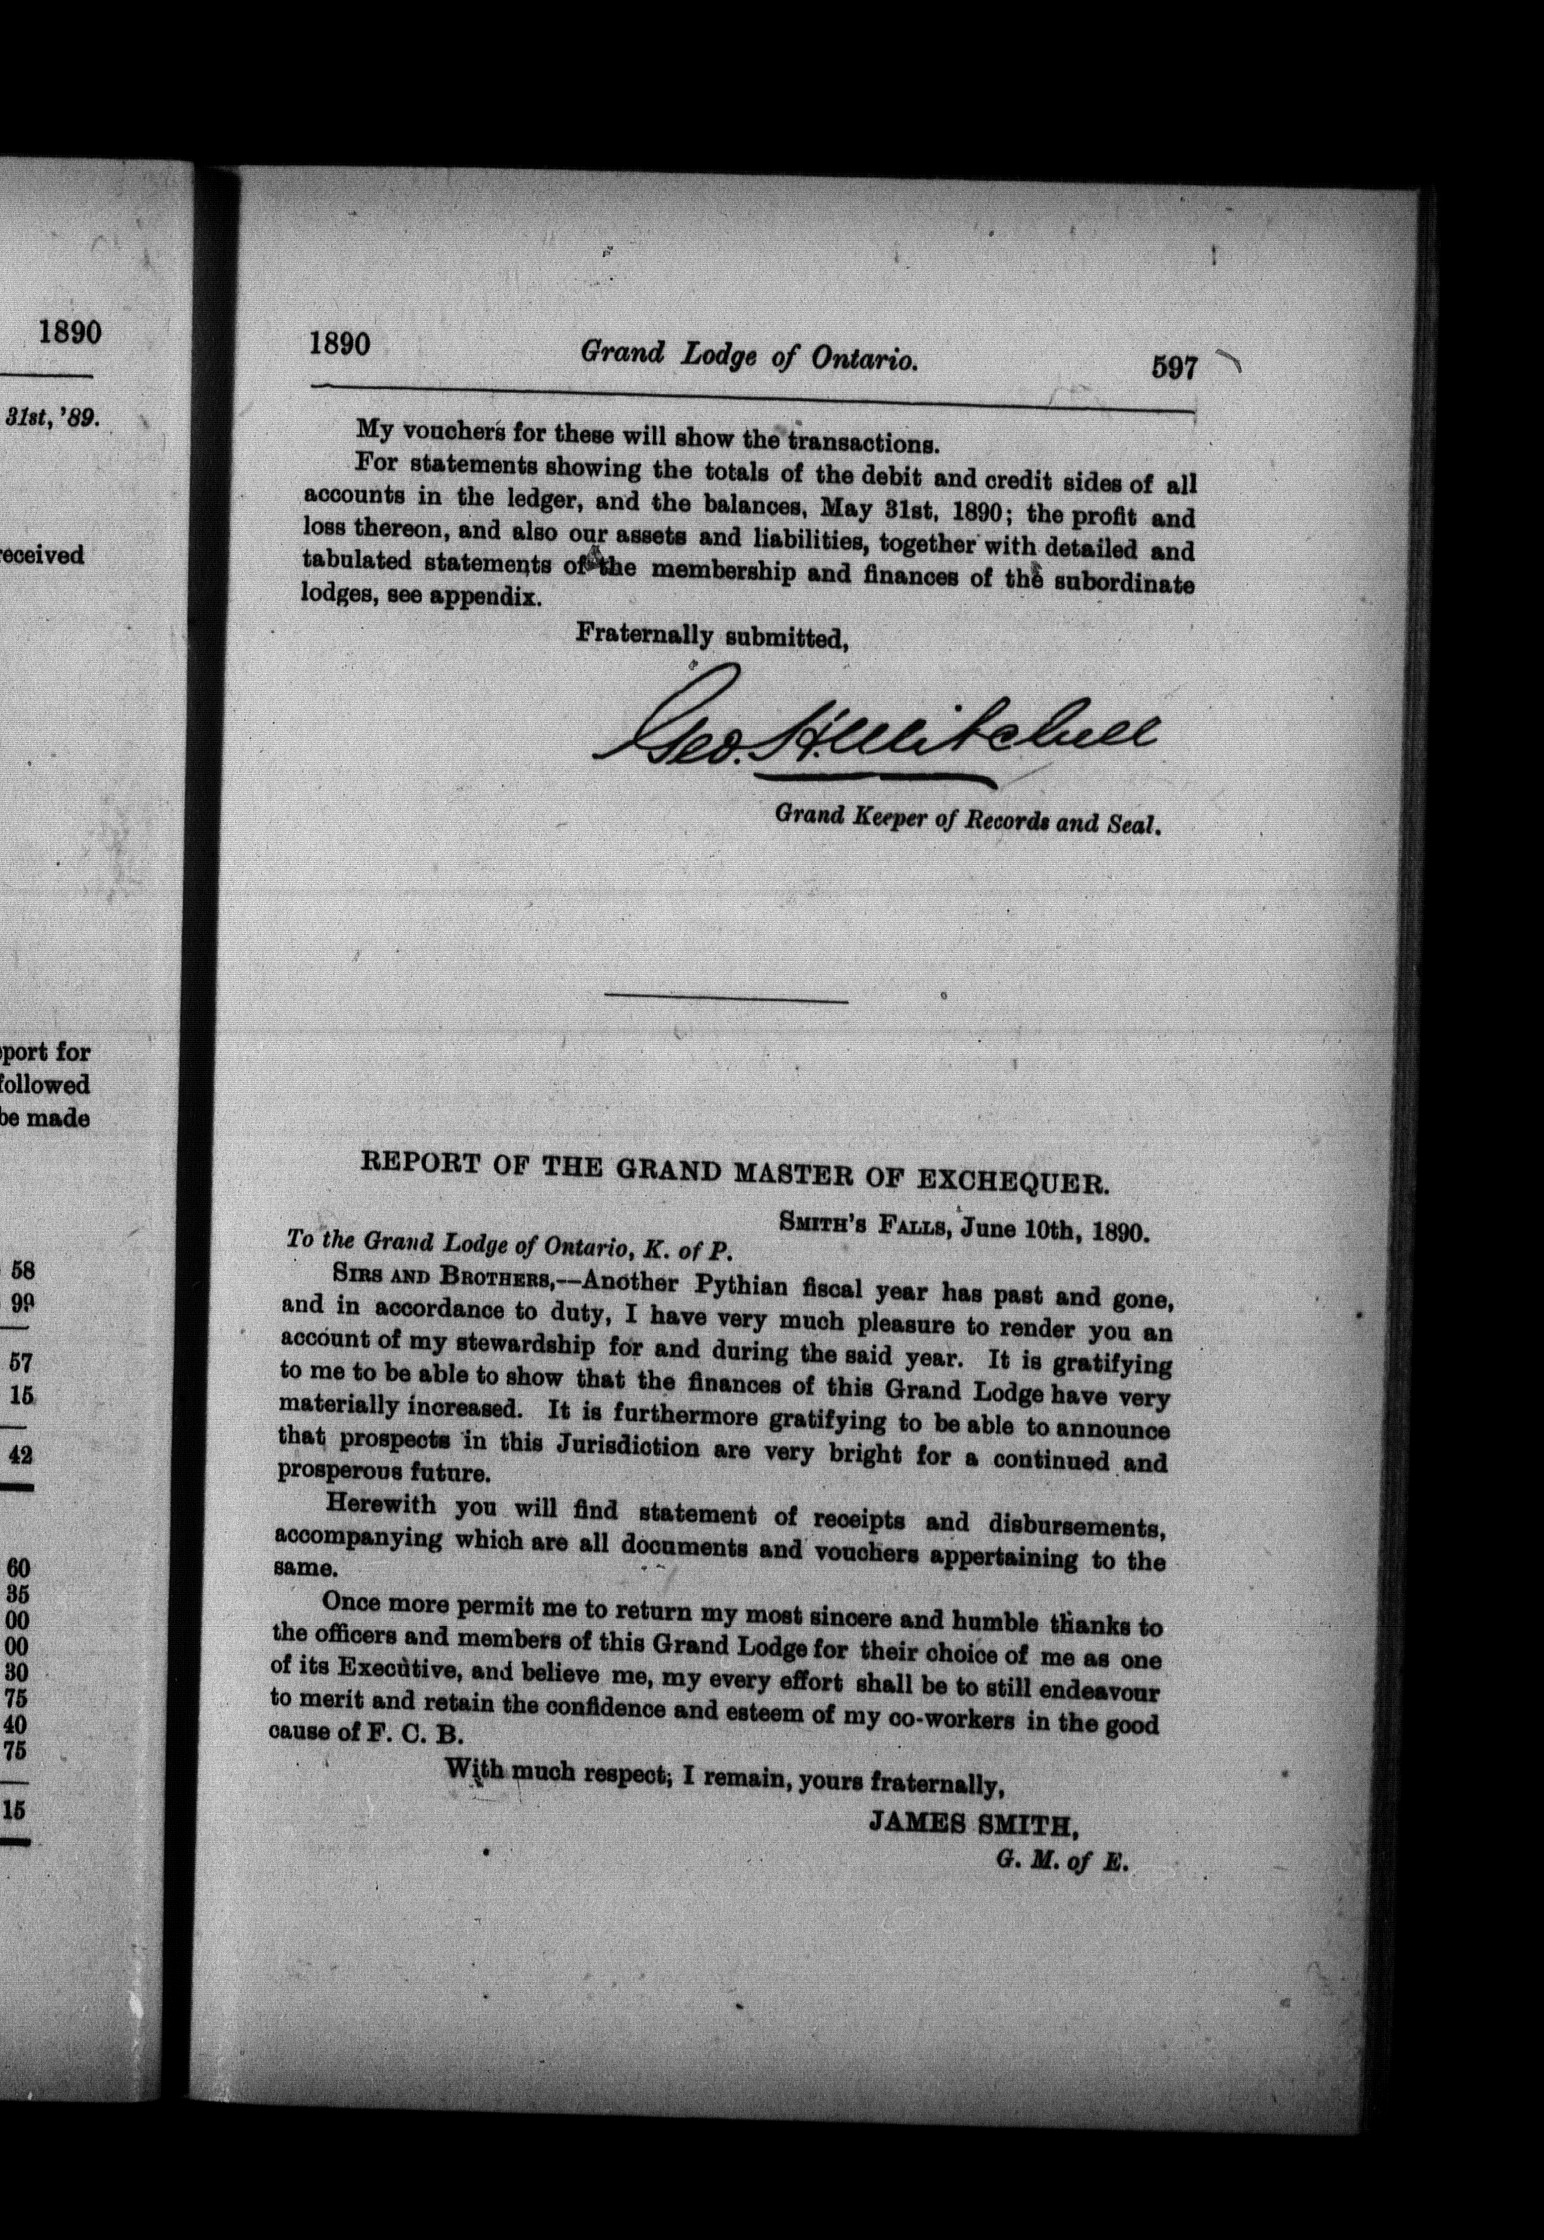 1890
31st, '89.
received
port for
followed
be made
58
99
57
15
42
60
35
00
00
30
75
40
75
15
1890 Grand Lodge of Ontario. 597
My vouchers for these will show the transactions.
For statements showing the totals of the debit and credit sides of all
accounts in the ledger, and the balances, May 31st, 1890; the profit and
loss thereon, and also our assets and liabilities, together with detailed and
tabulated statements of the membership and finances of the subordinate
lodges, see appendix.
Fraternally submitted,
Geo. H. Mitchell
Grand Keeper of Records and Seal.
REPORT OF THE GRAND MASTER OF EXCHEQUER.
SMITH'S FALLS, June 10th, 1890.
To the Grand Lodge of Ontario, K. of P.
SIRS AND BROTHERS,—Another Pythian fiscal year has past and gone,
and in accordance to duty, I have very much pleasure to render you an
account of my stewardship for and during the said year. It is gratifying
to me to be able to show that the finances of this Grand Lodge have very
materially increased. It is furthermore gratifying to be able to announce
that prospects in this Jurisdiction are very bright for a continued and
prosperous future.
Herewith you will find statement of receipts and disbursements,
accompanying which are all documents and vouchers appertaining to the
same.
Once more permit me to return my most sincere and humble thanks to
the officers and members of this Grand Lodge for their choice of me as one
of its Executive, and believe me, my every effort shall be to still endeavour
to merit and retain the confidence and esteem of my co-workers in the good
cause of F. C. B.
With much respect, I remain, yours fraternally,
JAMES SMITH,
G. M. of E.